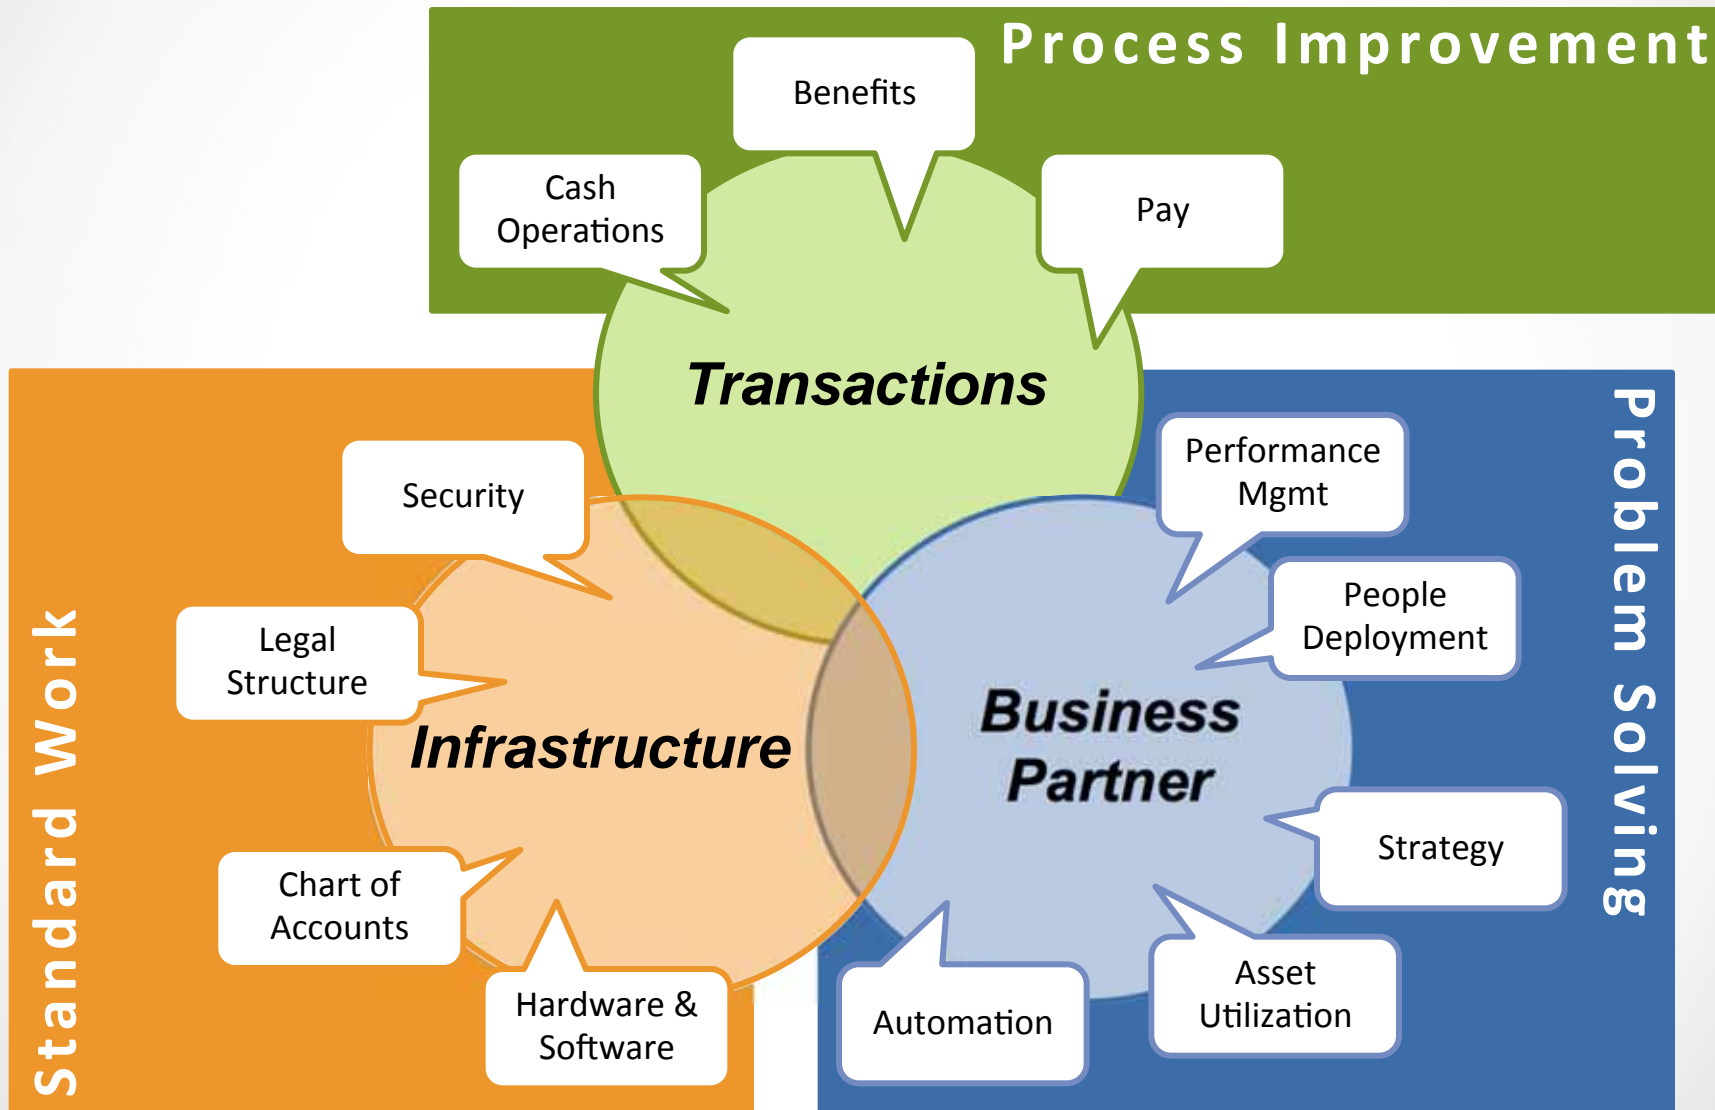 Process Improvement
Benefits
Cash
Operations
Pay
Transactions
Performance
Mgmt
Security
People
Deployment
Legal
Structure
Infrastructure
Business
Partner
Strategy
Chart of
Accounts
Hardware &
Software
Automation
Asset
Utilization
Standard Work
Problem Solving